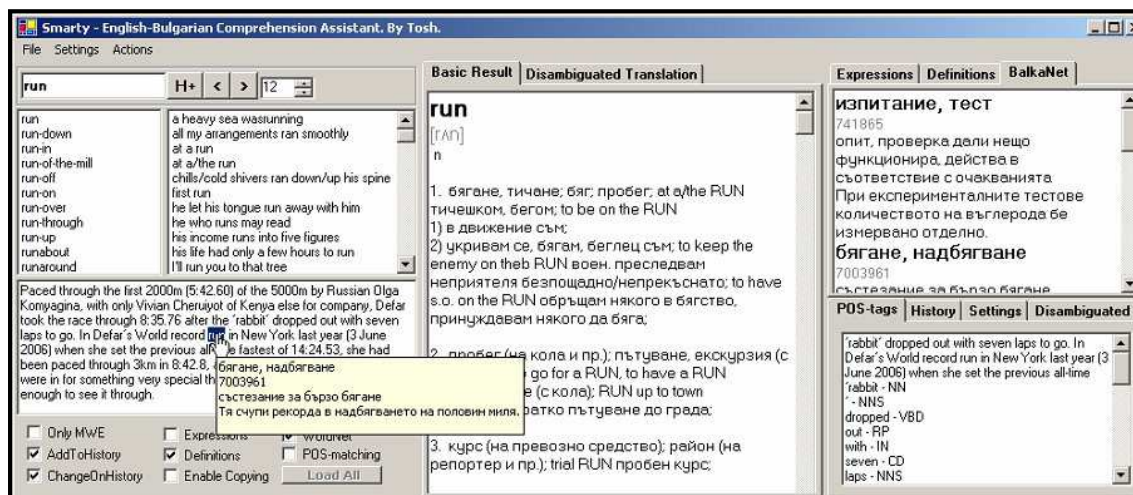 Smarty - English-Bulgarian Comprehension Assistant. By Tosh.
File Settings Actions
run
H+ < > 12
run
run-down
run-in
run-of-the-mill
run-off
run-on
run-over
run-through
run-up
runabout
runaround
a heavy sea wasrunning
all my arrangements ran smoothly
at a run
at a/the run
chills/cold shivers ran down/up his spine
first run
he let his tongue run away with him
he who runs may read
his income runs into five figures
his life had only a few hours to run
I'll run you to that tree
Paced through the first 2000m (5:42.60) of the 5000m by Russian Olga
Komyagina, with only Vivian Cheruiyot of Kenya else for company, Defar
took the race through 8:35.76 after the 'rabbit' dropped out with seven
laps to go. In Defar's World record run in New York last year (3 June
2006) when she set the previous all fastest of 14:24.53, she had
been paced through 3km in 8:42.8,
were in for something very special th
enough to see it through.
бягане, надбягване
7003961
състезание за бързо бягане
Тя счупи рекорда в надбягването на половин миля.
Only MWE
Expressions
WordNet
AddToHistory
Definitions
POS-matching
ChangeOnHistory
Enable Copying
Load All
Basic Result Disambiguated Translation
run
[rʌn]
n
1. бягане, тичане; бяг; пробег; at a/the RUN
тичешком, бегом; to be on the RUN
1) в движение съм;
2) укривам се, бягам, беглец съм; to keep the
enemy on theb RUN воен. преследвам
неприятеля безпощадно/непрекъснато; to have
s.o. on the RUN обръщам някого в бягство,
принуждавам някого да бяга;
2. пробег (на кола и пр.); пътуване, екскурзия (с
go for a RUN, to have a RUN
(с кола); RUN up to town
кратко пътуване до града;
3. курс (на превозно средство); район (на
репортер и пр.); trial RUN пробен курс;
Expressions Definitions BalkaNet
изпитание, тест
741865
опит, проверка дали нещо
функционира, действа в
съответствие с очакванията
При експерименталните тестове
количеството на въглерода бе
измервано отделно.
бягане, надбягване
7003961
състезание за бързо бягане
POS-tags History Settings Disambiguated
'rabbit' dropped out with seven laps to go. In
Defar's World record run in New York last year (3
June 2006) when she set the previous all-time
'rabbit - NN
' - NNS
dropped - VBD
out - RP
with - IN
seven - CD
laps - NNS